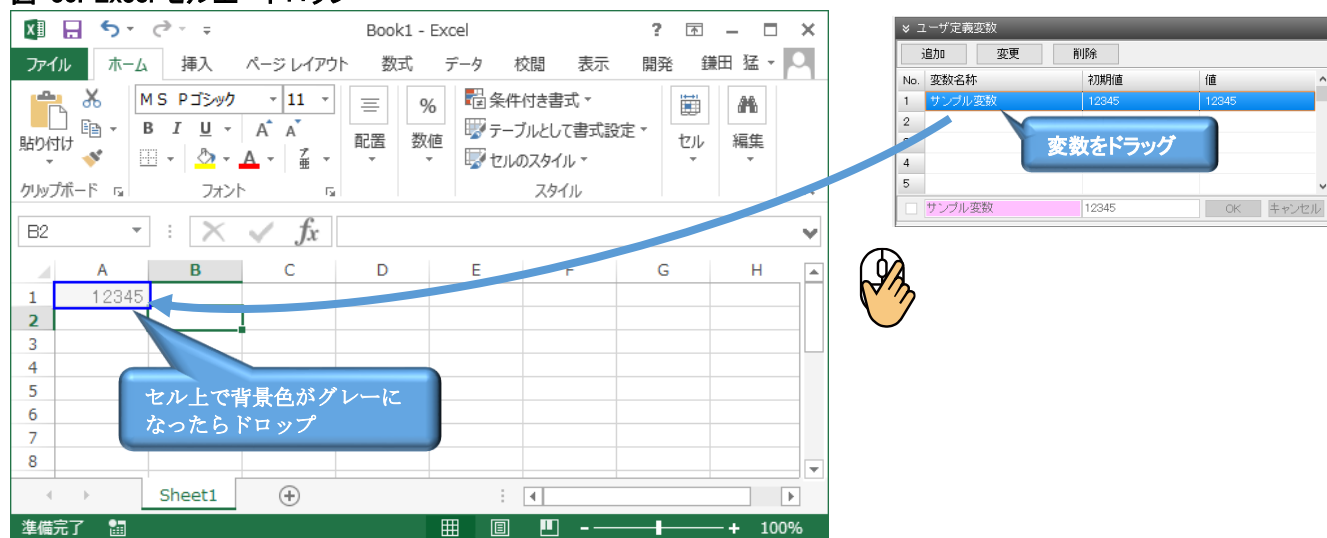 Book1 - Excel
ファイル ホーム 挿入 ページ レイアウト 数式 データ 校閲 表示 開発 鎌田 猛
貼り付け
クリップボード
ＭＳ Ｐゴシック 11
B I U A A
A 亜
フォント
配置
%
数値
条件付き書式
テーブルとして書式設定
セルのスタイル
スタイル
セル
編集
B2 fx
A B C D E F G H
1 12345
2
3
4
5
6
7
8
セル上で背景色がグレーに
なったらドロップ
Sheet1
準備完了 100%
ユーザ定義変数
追加 変更 削除
No. 変数名称 初期値 値
1 サンプル変数 12345 12345
2
4
5
変数をドラッグ
サンプル変数 12345 OK キャンセル